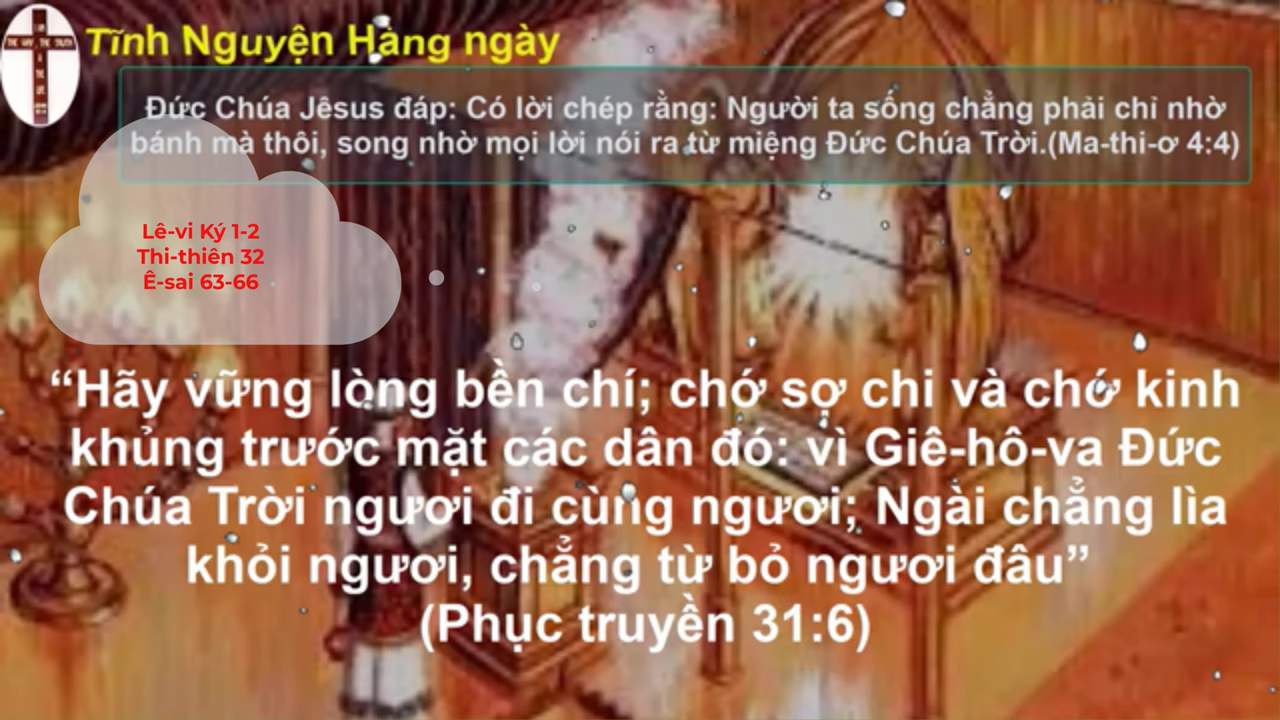 Tĩnh Nguyện Hàng ngày
Đức Chúa Jêsus đáp: Có lời chép rằng: Người ta sống chẳng phải chỉ nhờ
bánh mà thôi, song nhờ mọi lời nói ra từ miệng Đức Chúa Trời.(Ma-thi-ơ 4:4)
Lê-vi Ký 1-2
Thi-thiên 32
Ê-sai 63-66
“Hãy vững lòng bền chí; chớ sợ chi và chớ kinh
khủng trước mặt các dân đó: vì Giê-hô-va Đức
Chúa Trời ngươi đi cùng ngươi; Ngài chẳng lìa
khỏi ngươi, chẳng từ bỏ ngươi đâu”
(Phục truyền 31:6)